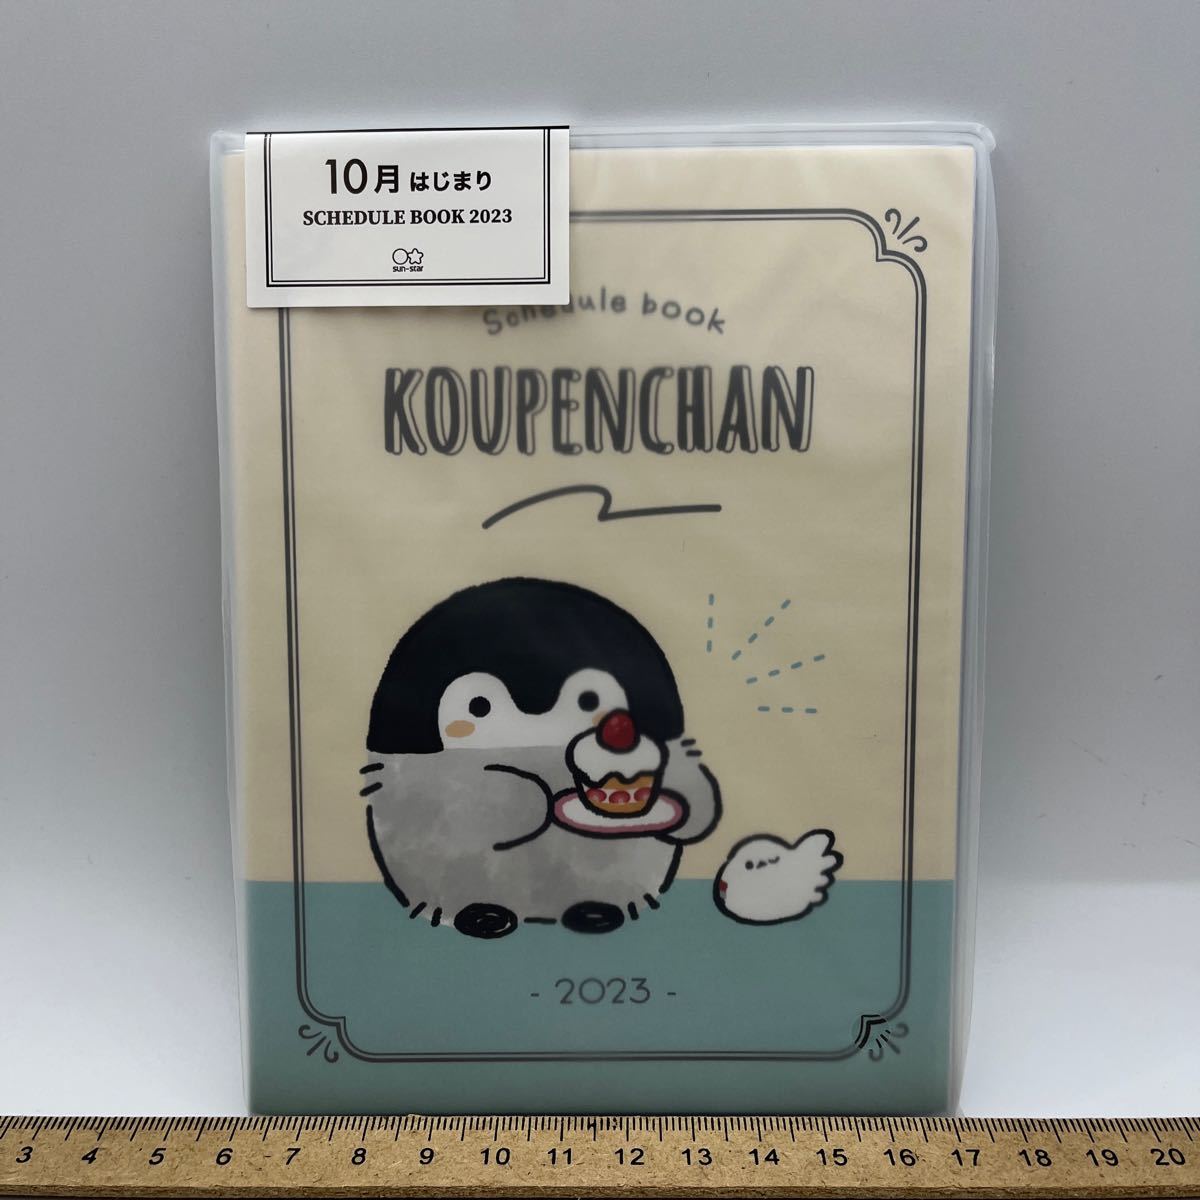 10月 はじまり
SCHEDULE BOOK 2023
sun-star
Schedule book
KOUPENCHAN
- 2023 -
3 4 5 6 7 8 9 10 11 12 13 14 15 16 17 18 19 20